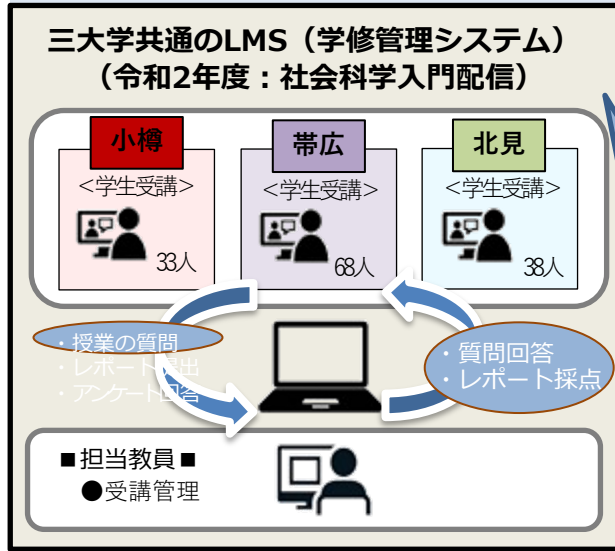 三大学共通のLMS（学修管理システム）
（令和2年度：社会科学入門配信）
小樽
帯広
北見
<学生受講>
<学生受講>
<学生受講>
33人
68人
38人
・授業の質問
・レポート提出
・アンケート回答
・質問回答
・レポート採点
■担当教員■
●受講管理